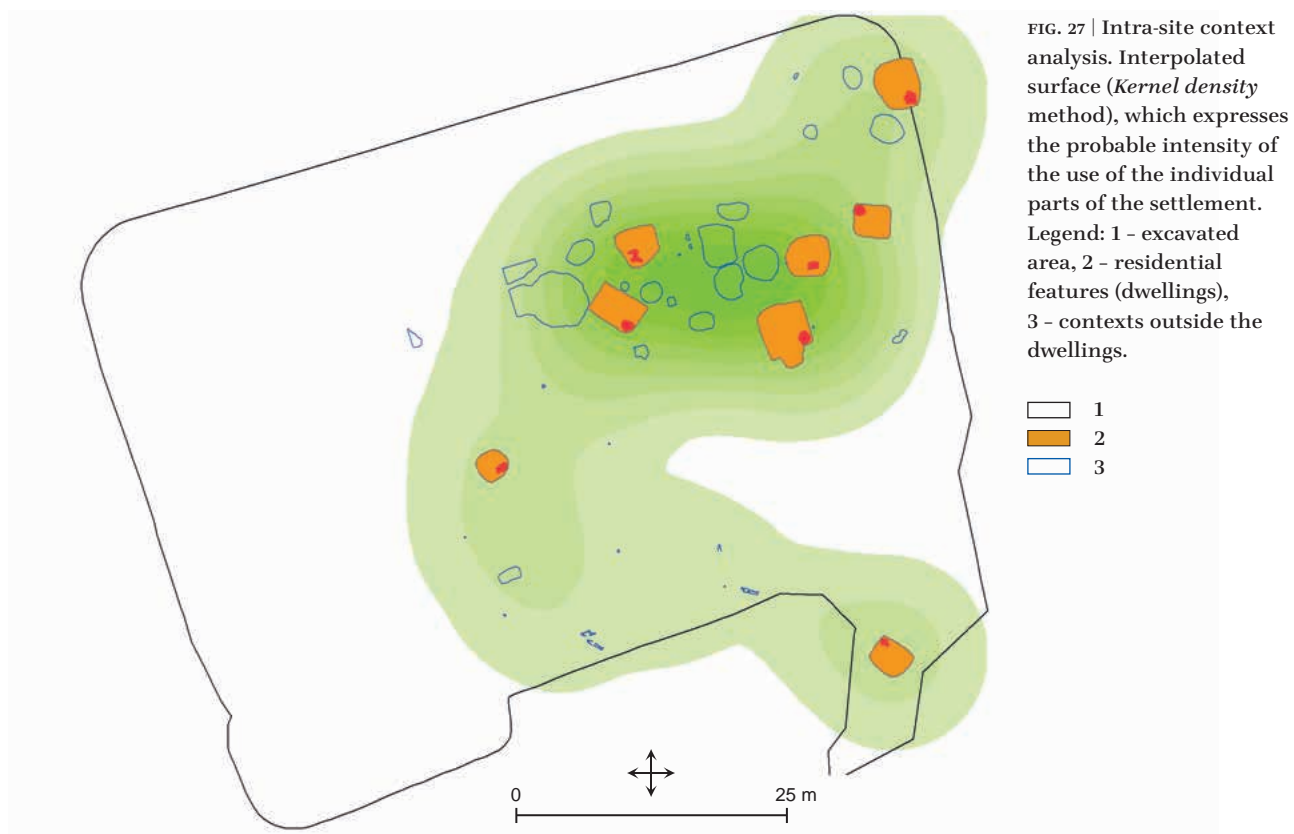 FIG. 27 | Intra-site context
analysis. Interpolated
surface (Kernel density
method), which expresses
the probable intensity of
the use of the individual
parts of the settlement.
Legend: 1 – excavated
area, 2 – residential
features (dwellings),
3 – contexts outside the
dwellings.
1
2
3
0 25 m